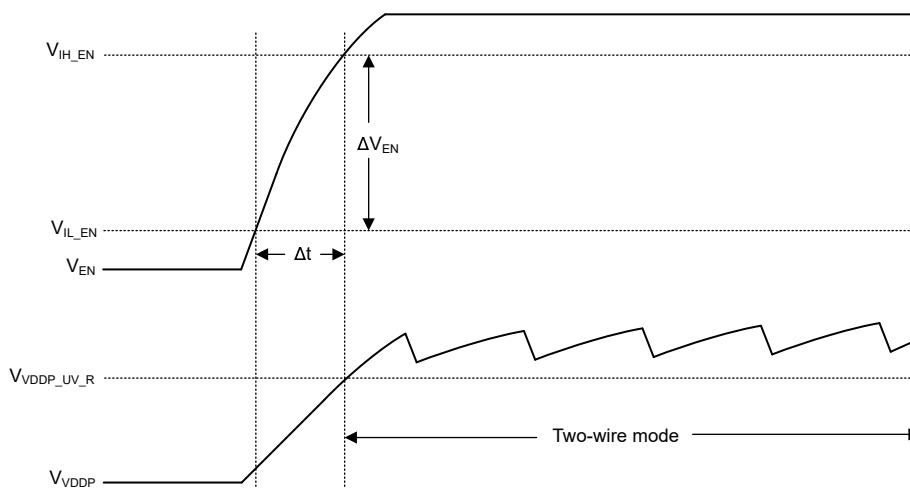 V_IH_EN
ΔV_EN
V_IL_EN
Δt
V_EN
V_VDDP_UV_R
Two-wire mode
V_VDDP